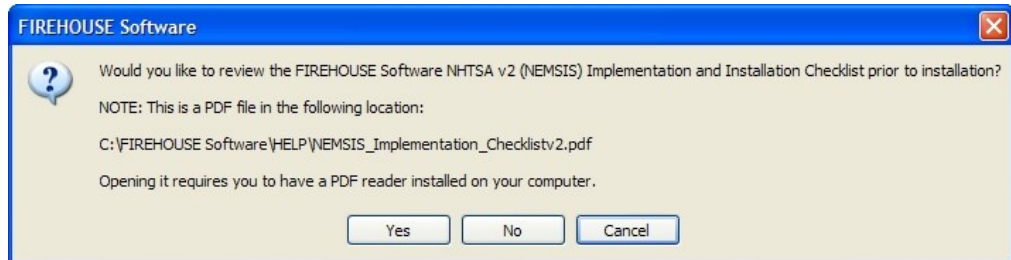 FIREHOUSE Software
Would you like to review the FIREHOUSE Software NHTSA v2 (NEMSIS) Implementation and Installation Checklist prior to installation?
NOTE: This is a PDF file in the following location:
C:\FIREHOUSE Software\HELP\NEMSIS_Implementation_Checklistv2.pdf
Opening it requires you to have a PDF reader installed on your computer.
Yes No Cancel